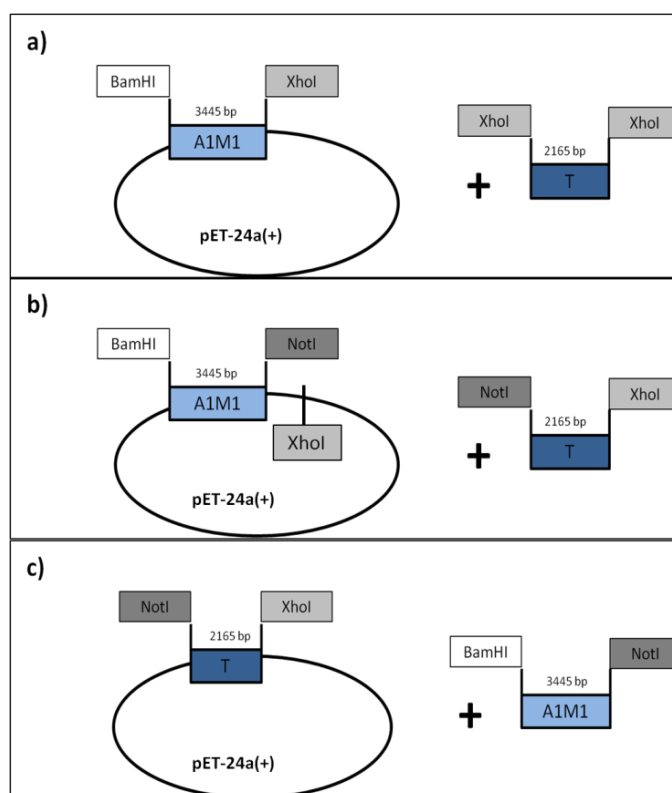 a)
BamHI XhoI
3445 bp
A1M1
pET-24a(+)
+
XhoI XhoI
2165 bp
T
b)
BamHI NotI
3445 bp
A1M1
XhoI
pET-24a(+)
+
NotI XhoI
2165 bp
T
c)
NotI XhoI
2165 bp
T
pET-24a(+)
+
BamHI NotI
3445 bp
A1M1